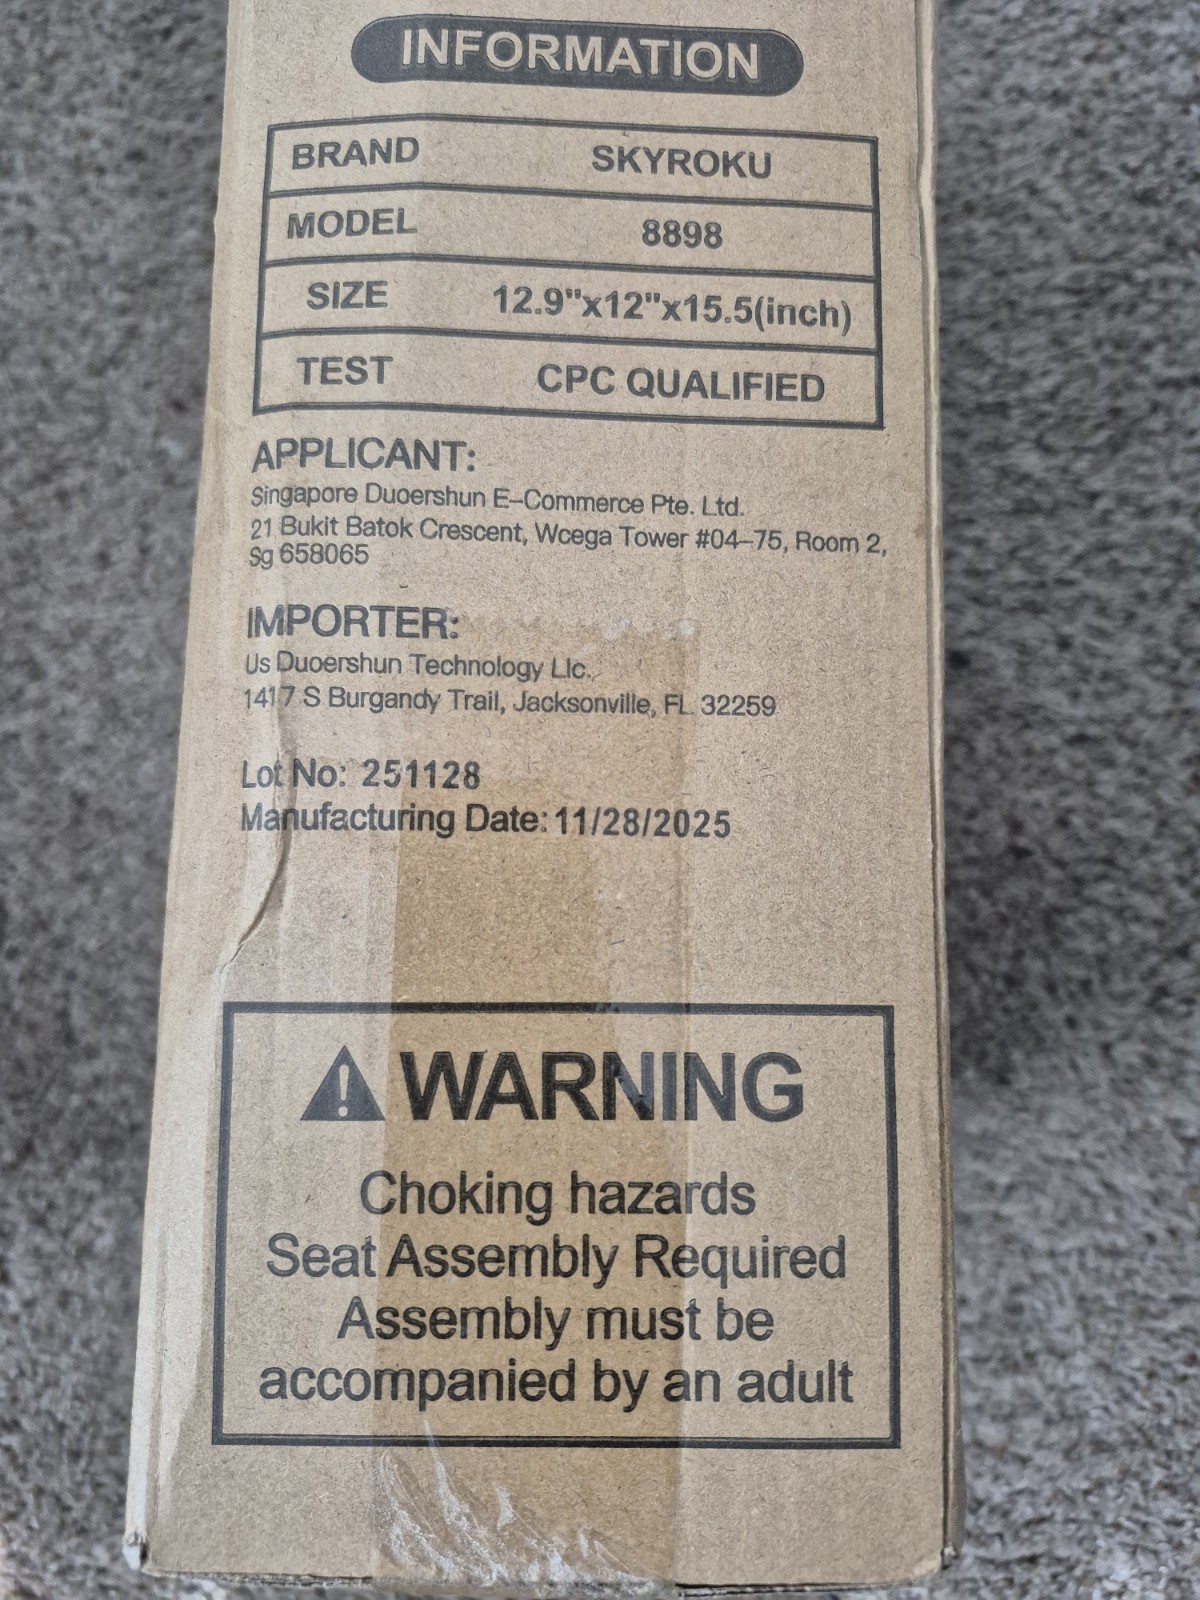 INFORMATION
BRAND SKYROKU
MODEL 8898
SIZE 12.9"x12"x15.5(inch)
TEST CPC QUALIFIED
APPLICANT:
Singapore Duoershun E-Commerce Pte. Ltd.
21 Bukit Batok Crescent, Wcega Tower #04-75, Room 2,
Sg 658065
IMPORTER:
Us Duoershun Technology Llc.
1417 S Burgandy Trail, Jacksonville, FL 32259
Lot No: 251128
Manufacturing Date: 11/28/2025
WARNING
Choking hazards
Seat Assembly Required
Assembly must be
accompanied by an adult